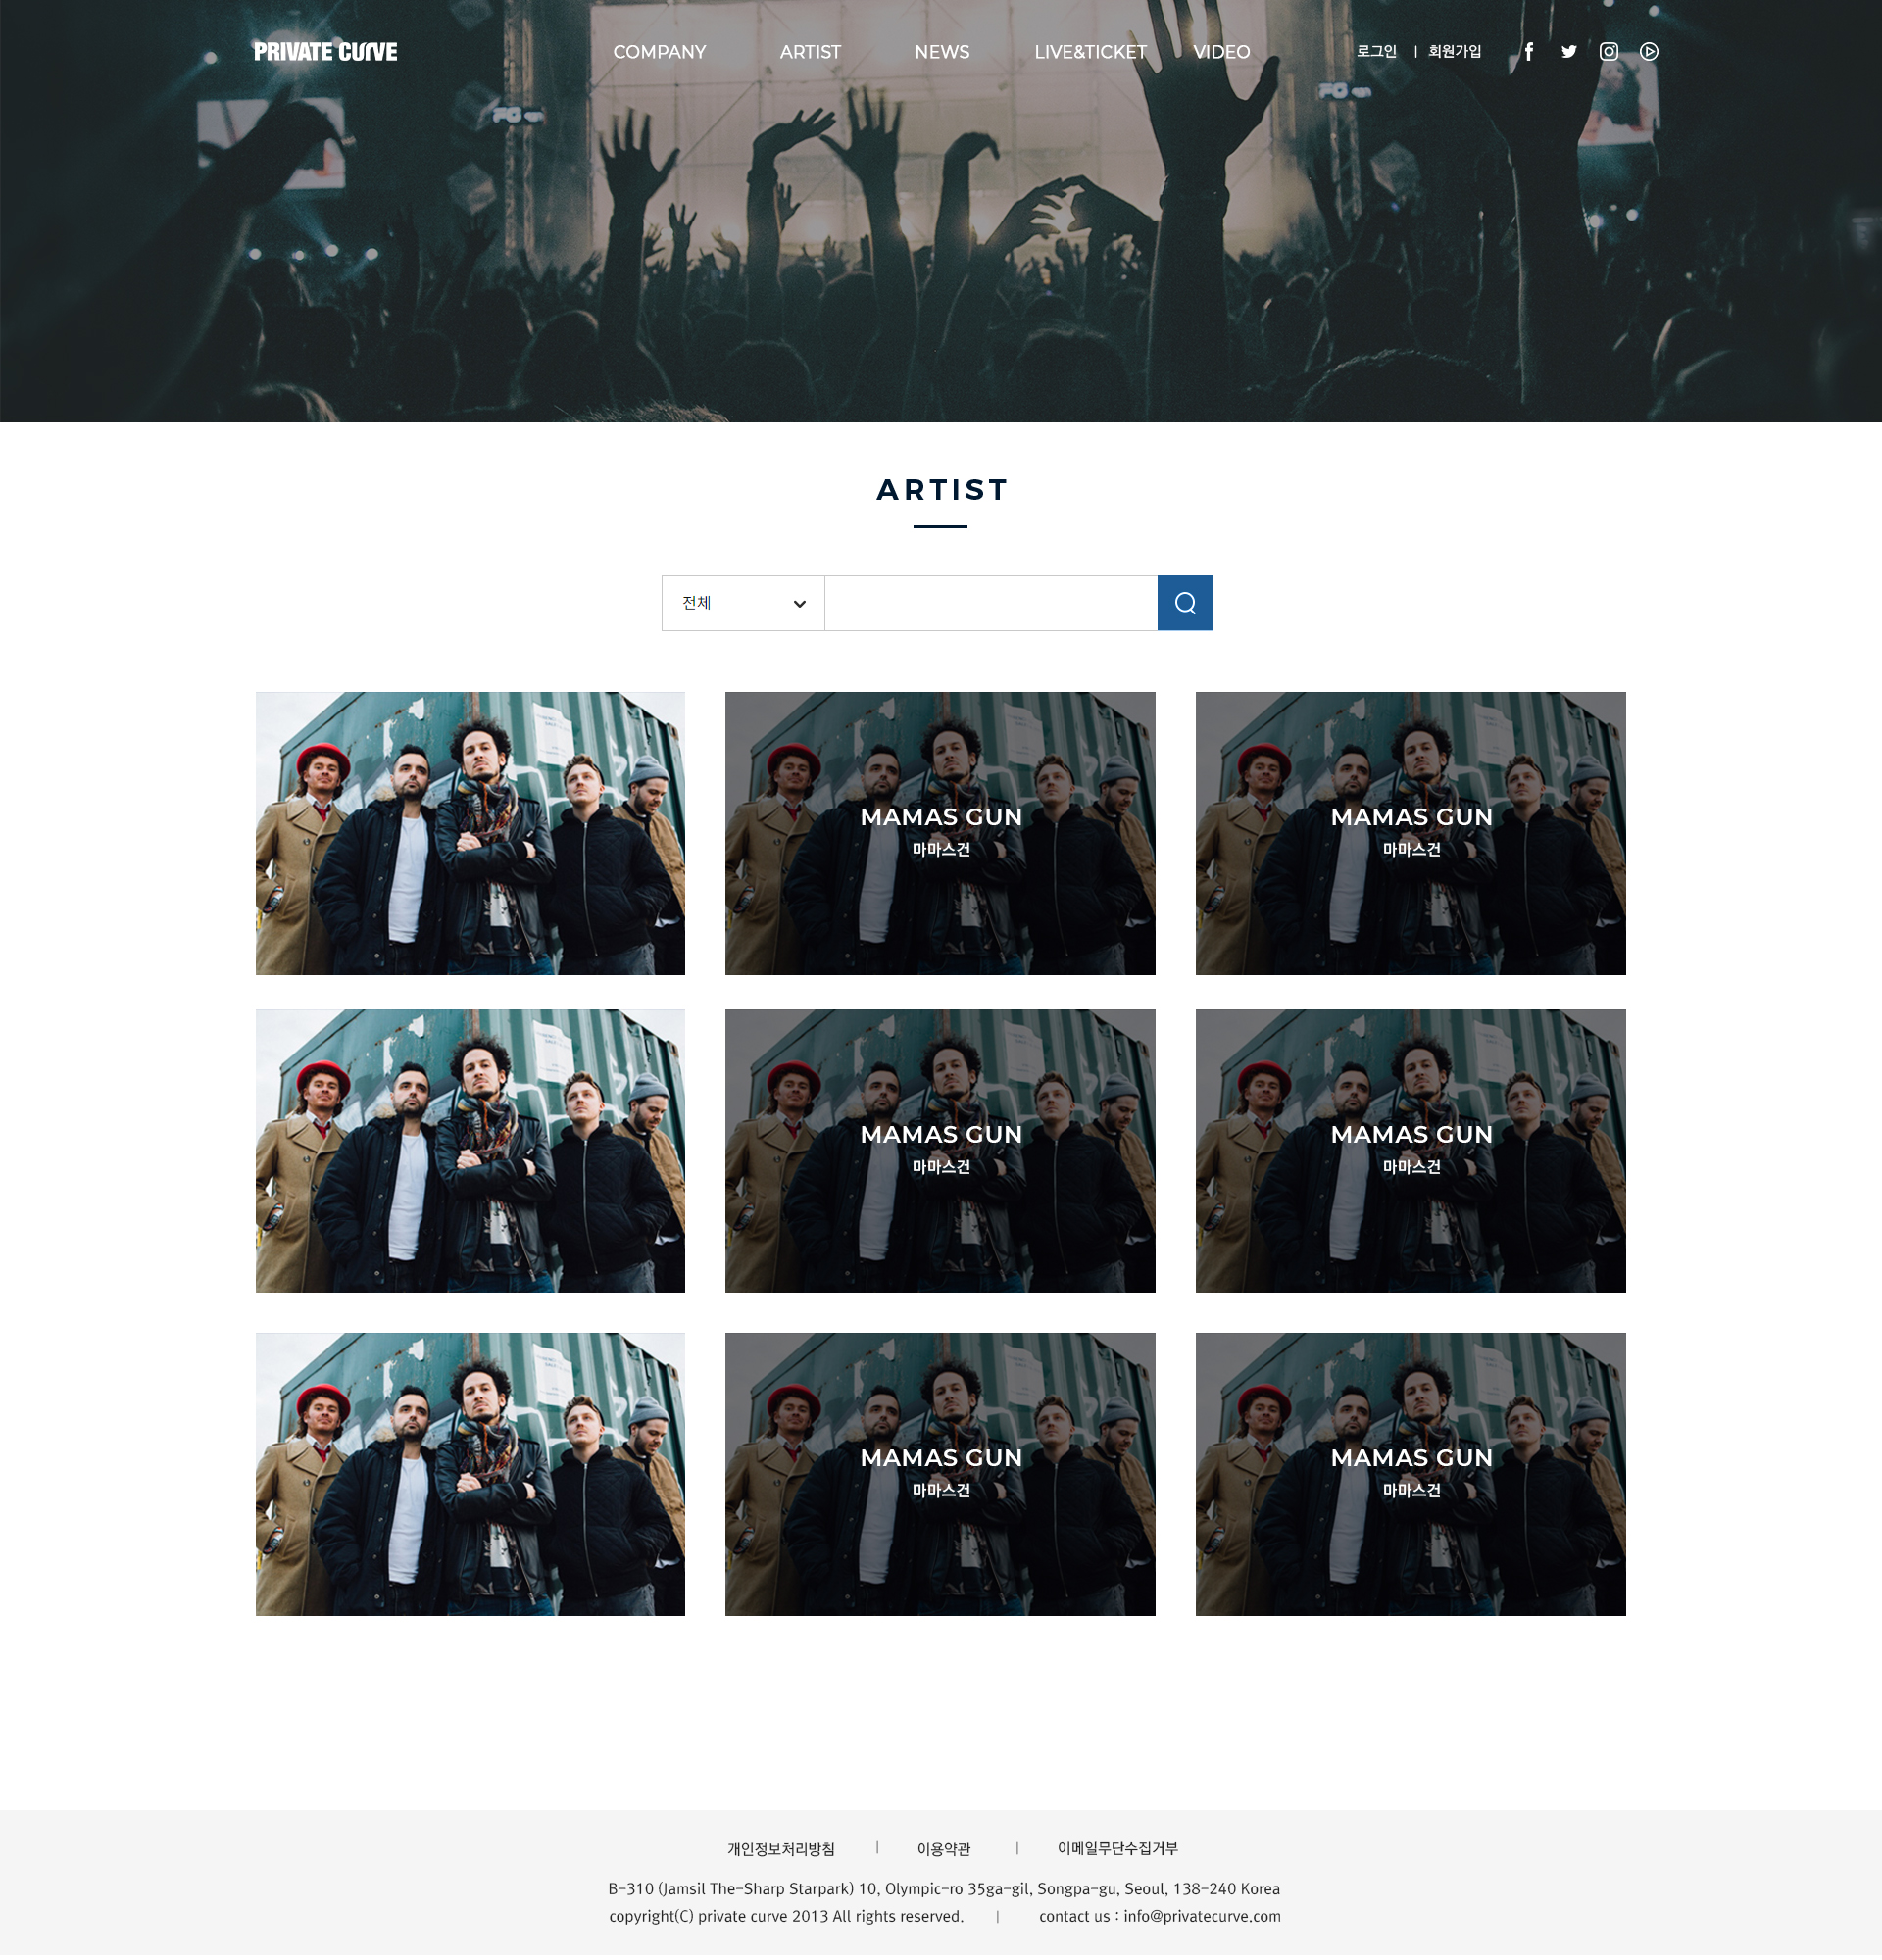 PRIVATE CURVE COMPANY ARTIST NEWS LIVE&TICKET VIDEO 로그인 | 회원가입
ARTIST
전체
MAMAS GUN
마마스건
MAMAS GUN
마마스건
MAMAS GUN
마마스건
MAMAS GUN
마마스건
MAMAS GUN
마마스건
MAMAS GUN
마마스건
개인정보처리방침 | 이용약관 | 이메일무단수집거부
B-310 (Jamsil The-Sharp Starpark) 10, Olympic-ro 35ga-gil, Songpa-gu, Seoul, 138-240 Korea
copyright(C) private curve 2013 All rights reserved. | contact us : info@privatecurve.com